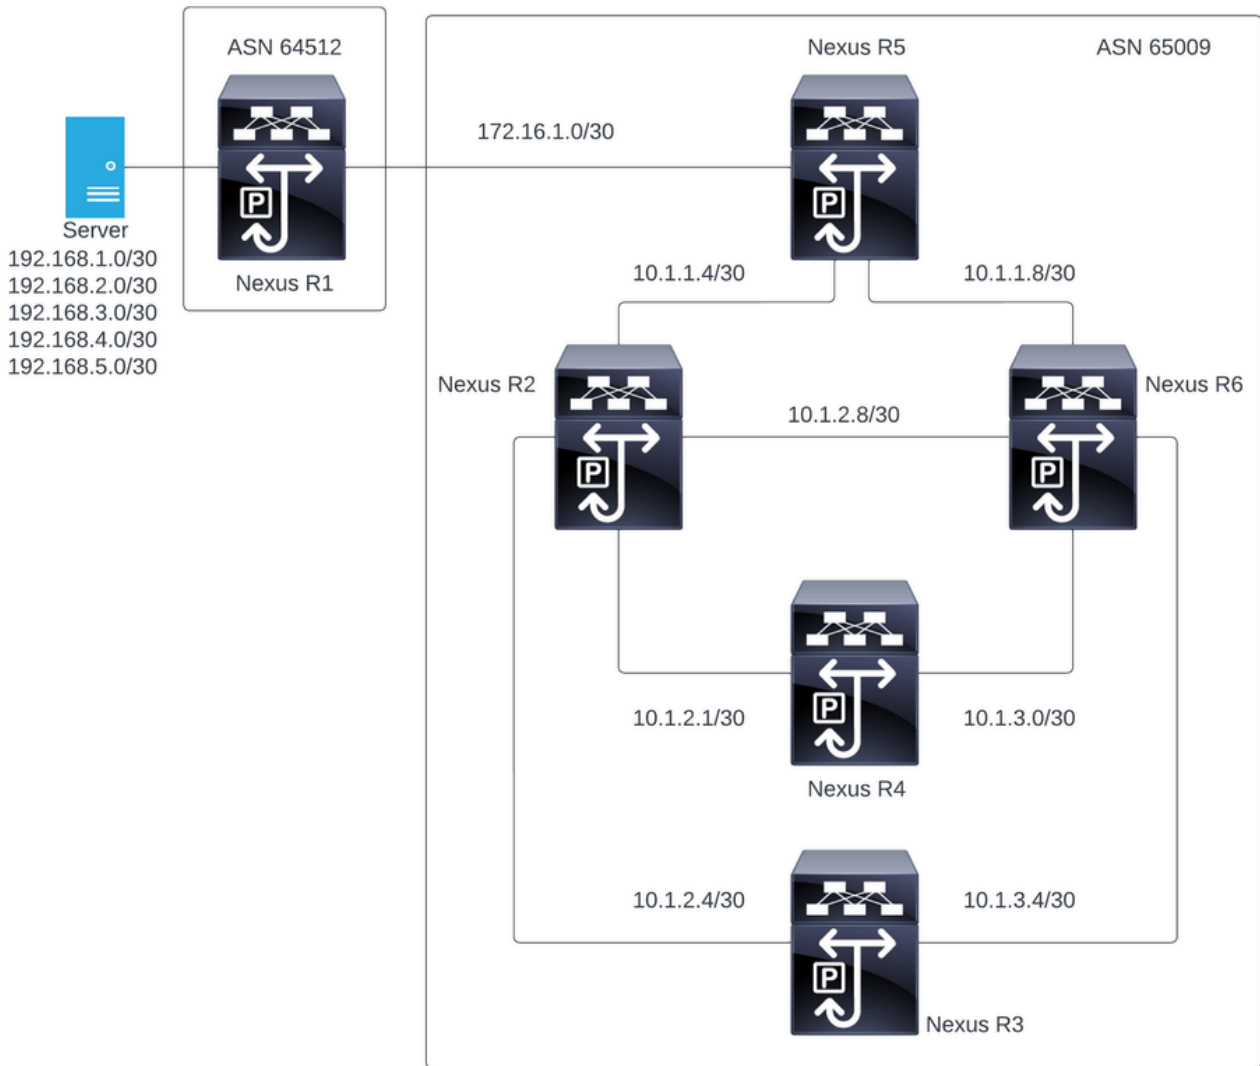 ASN 64512
Nexus R5
ASN 65009
172.16.1.0/30
P
P
Server
192.168.1.0/30
192.168.2.0/30
192.168.3.0/30
192.168.4.0/30
192.168.5.0/30
Nexus R1
10.1.1.4/30
10.1.1.8/30
Nexus R2
Nexus R6
10.1.2.8/30
P
P
10.1.2.1/30
10.1.3.0/30
P
Nexus R4
10.1.2.4/30
10.1.3.4/30
P
Nexus R3